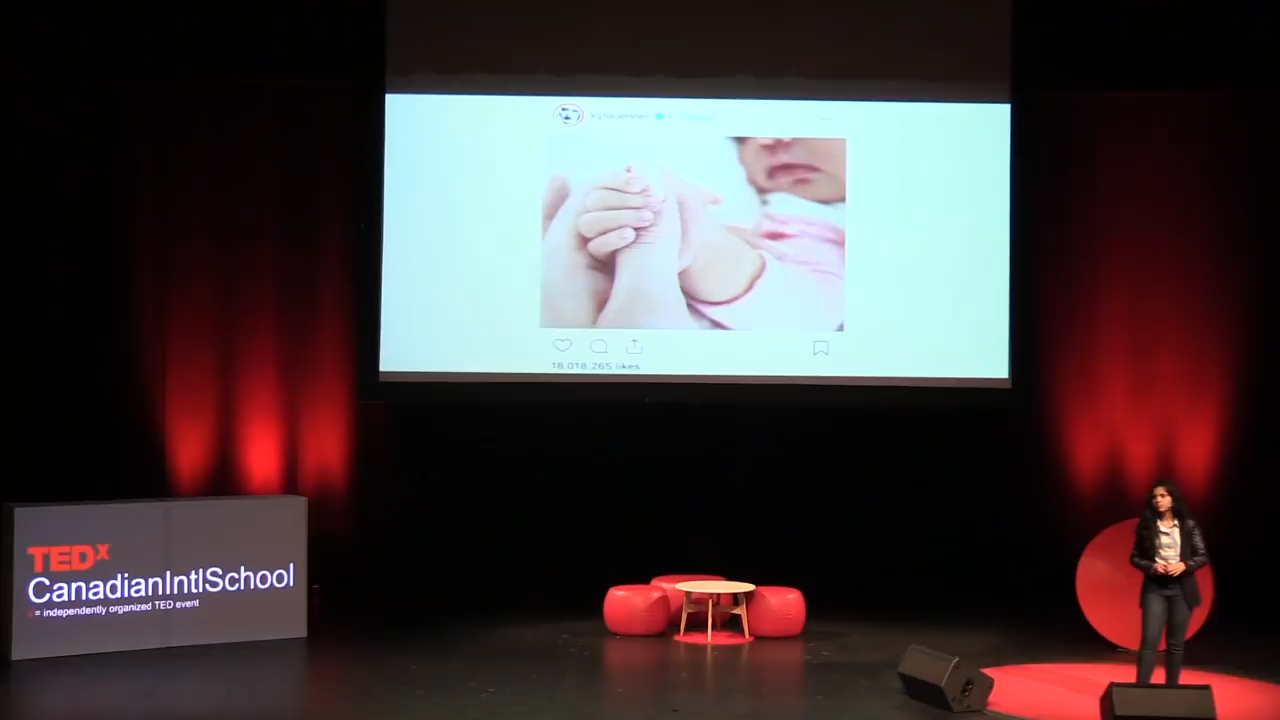 kyliejenner
18,018,265 likes
TEDx
CanadianIntlSchool
x = independently organized TED event